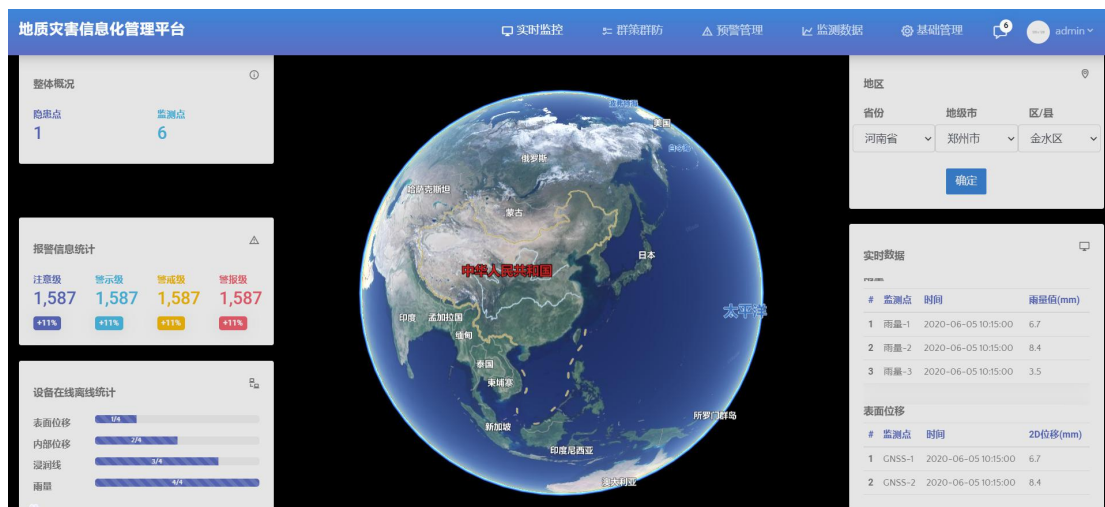 地质灾害信息化管理平台
实时监控 群策群防 预警管理 监测数据 基础管理 6 admin
整体概况
隐患点 监测点
1 6
报警信息统计
注意级 警示级 警戒级 警报级
1,587 1,587 1,587 1,587
+11% +11% +11% +11%
设备在线离线统计
表面位移 1/4
内部位移 2/4
浸润线 3/4
雨量 4/4
美国
俄罗斯
哈萨克斯坦
蒙古
日本
中华人民共和国
太平洋
印度 孟加拉国
缅甸
泰国
柬埔寨
新加坡
所罗门群岛
印度尼西亚
澳大利亚
地区
省份 地级市 区/县
河南省 郑州市 金水区
确定
实时数据
# 监测点 时间 雨量值(mm)
1 雨量-1 2020-06-05 10:15:00 6.7
2 雨量-2 2020-06-05 10:15:00 8.4
3 雨量-3 2020-06-05 10:15:00 3.5
表面位移
# 监测点 时间 2D位移(mm)
1 GNSS-1 2020-06-05 10:15:00 6.7
2 GNSS-2 2020-06-05 10:15:00 8.4